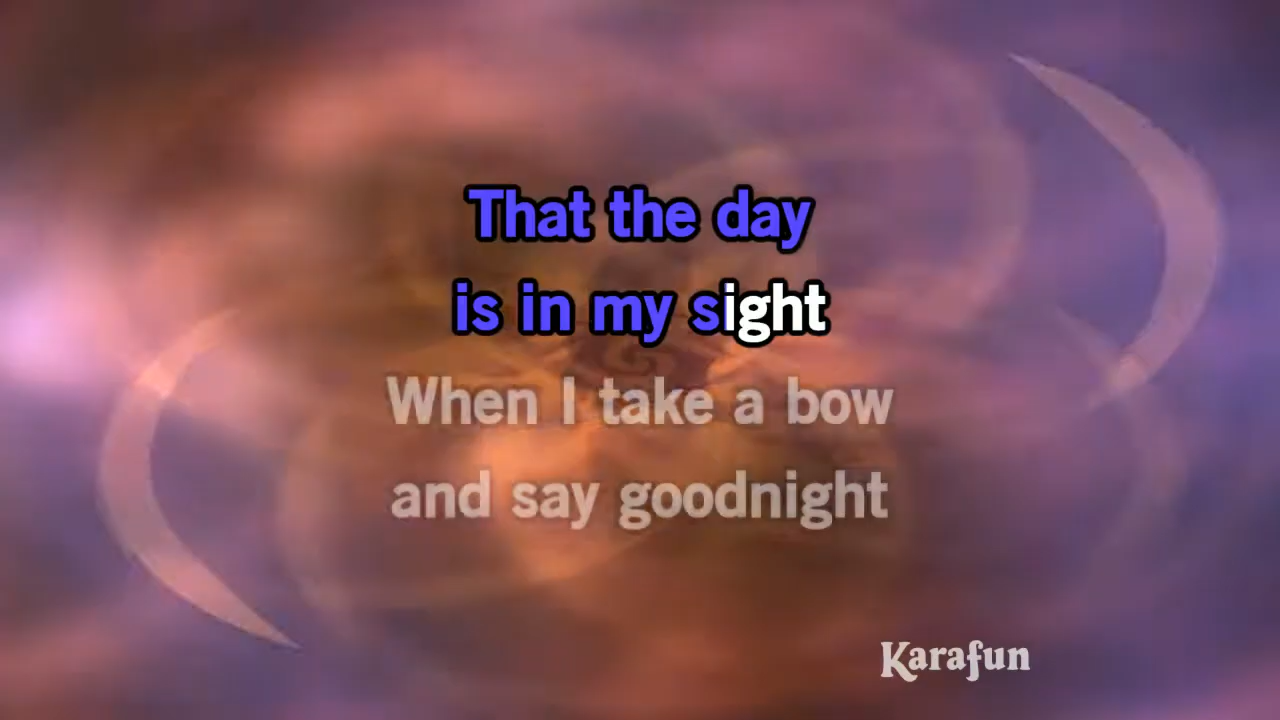 That the day
is in my sight
When I take a bow
and say goodnight
Karafun